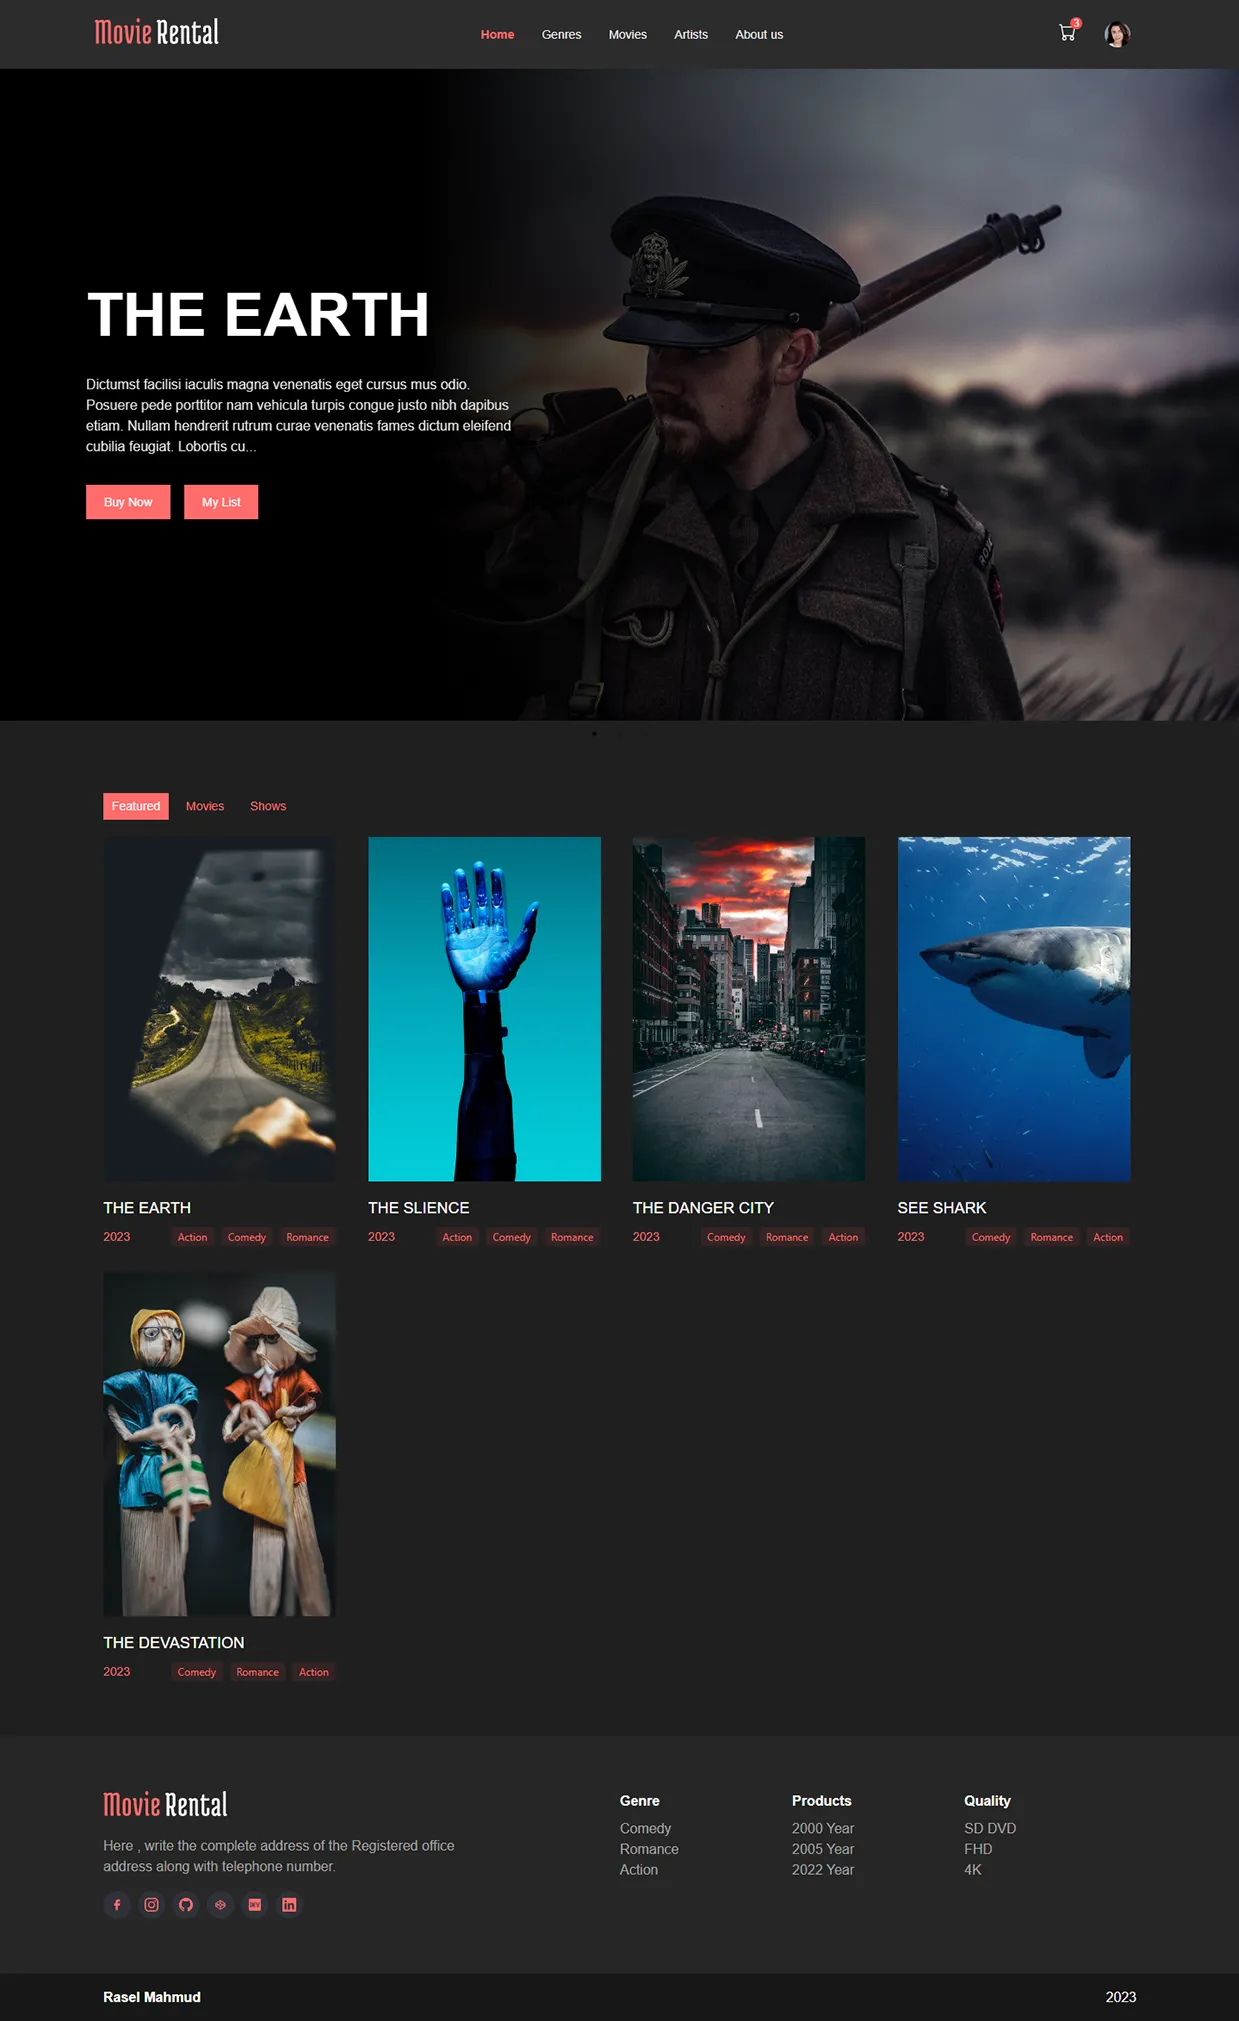 Movie Rental
Home Genres Movies Artists About us
3
THE EARTH
Dictumst facilisi iaculis magna venenatis eget cursus mus odio.
Posuere pede porttitor nam vehicula turpis congue justo nibh dapibus
etiam. Nullam hendrerit rutrum curae venenatis fames dictum eleifend
cubilia feugiat. Lobortis cu...
Buy Now My List
Featured Movies Shows
THE EARTH
2023 Action Comedy Romance
THE SLIENCE
2023 Action Comedy Romance
THE DANGER CITY
2023 Comedy Romance Action
SEE SHARK
2023 Comedy Romance Action
THE DEVASTATION
2023 Comedy Romance Action
Movie Rental
Here , write the complete address of the Registered office
address along with telephone number.
Genre
Comedy
Romance
Action
Products
2000 Year
2005 Year
2022 Year
Quality
SD DVD
FHD
4K
Rasel Mahmud
2023